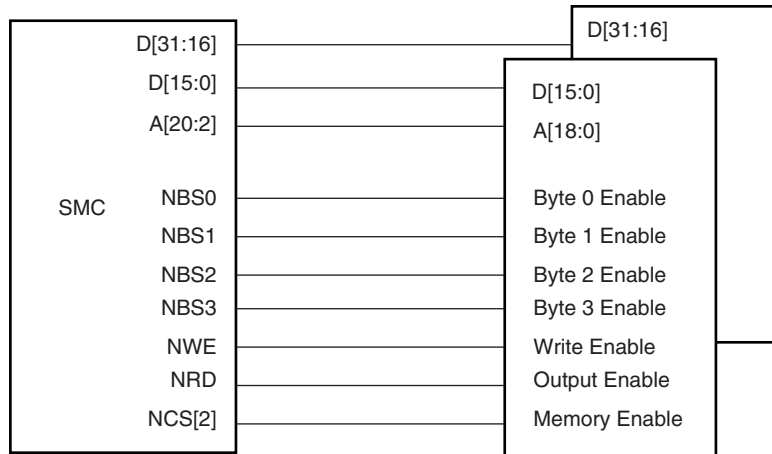 D[31:16] D[31:16]
D[15:0] D[15:0]
A[20:2] A[18:0]
SMC
NBS0 Byte 0 Enable
NBS1 Byte 1 Enable
NBS2 Byte 2 Enable
NBS3 Byte 3 Enable
NWE Write Enable
NRD Output Enable
NCS[2] Memory Enable